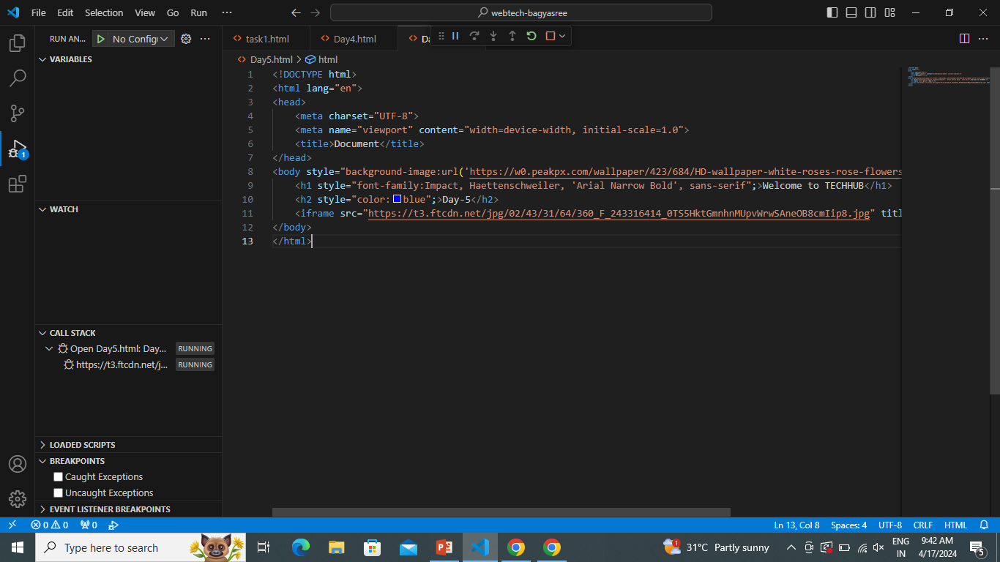 File Edit Selection View Go Run ··· webtech-bagyasree
RUN AN... No Config ···
task1.html Day4.html Da
Day5.html > html
VARIABLES
WATCH
CALL STACK
Open Day5.html: Day... RUNNING
https://t3.ftcdn.net/j... RUNNING
LOADED SCRIPTS
BREAKPOINTS
Caught Exceptions
Uncaught Exceptions
EVENT LISTENER BREAKPOINTS
1 <!DOCTYPE html>
2 <html lang="en">
3 <head>
4 <meta charset="UTF-8">
5 <meta name="viewport" content="width=device-width, initial-scale=1.0">
6 <title>Document</title>
7 </head>
8 <body style="background-image:url('https://w0.peakpx.com/wallpaper/423/684/HD-wallpaper-white-roses-rose-flowers
9 <h1 style="font-family:Impact, Haettenschweiler, 'Arial Narrow Bold', sans-serif";>Welcome to TECHHUB</h1>
10 <h2 style="color:blue";>Day-5</h2>
11 <iframe src="https://t3.ftcdn.net/jpg/02/43/31/64/360_F_243316414_0TS5HktGmnhnMUpvWrwSAneOB8cmIip8.jpg" titl
12 </body>
13 </html>
1
0 0 0 Ln 13, Col 8 Spaces: 4 UTF-8 CRLF HTML
Type here to search 1 31°C Partly sunny ENG IN 9:42 AM 4/17/2024 5